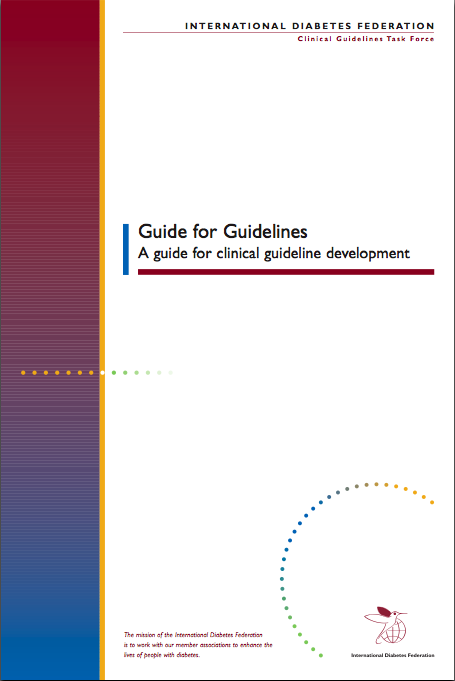 INTERNATIONAL DIABETES FEDERATION
Clinical Guidelines Task Force
Guide for Guidelines
A guide for clinical guideline development
The mission of the International Diabetes Federation
is to work with our member associations to enhance the
lives of people with diabetes.
International Diabetes Federation